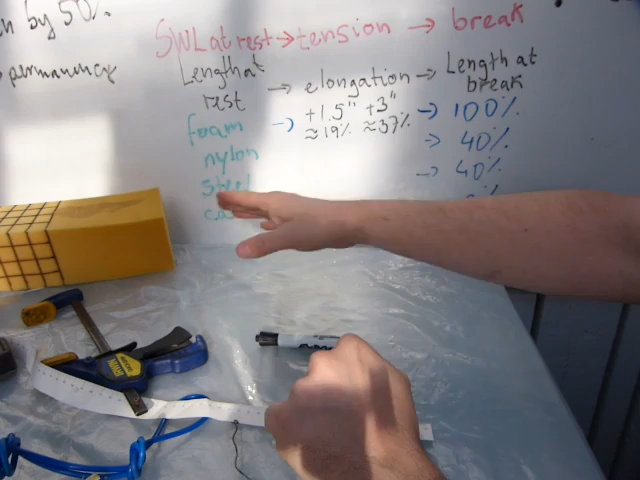 n by 50%
permanency
SWL at rest → tension → break
Length at rest → elongation → Length at break
foam → +1.5" +3" → 100%
≈19% ≈37%
nylon → 40%
steel → 40%